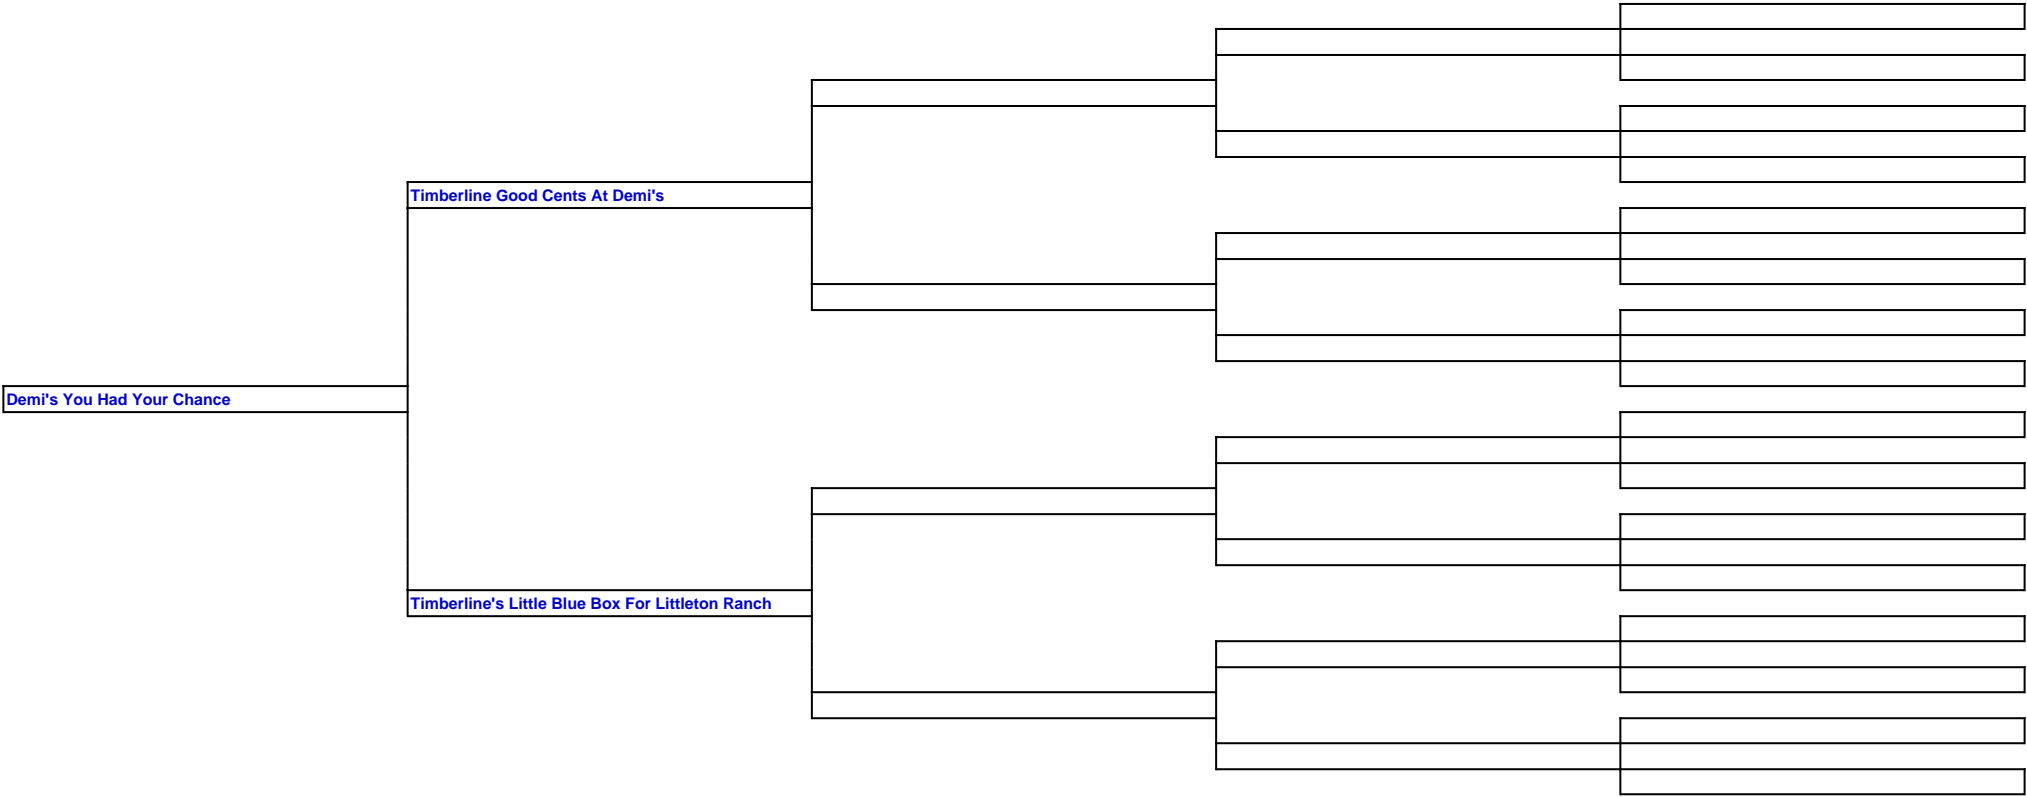 Timberline Good Cents At Demi's
Demi's You Had Your Chance
Timberline's Little Blue Box For Littleton Ranch